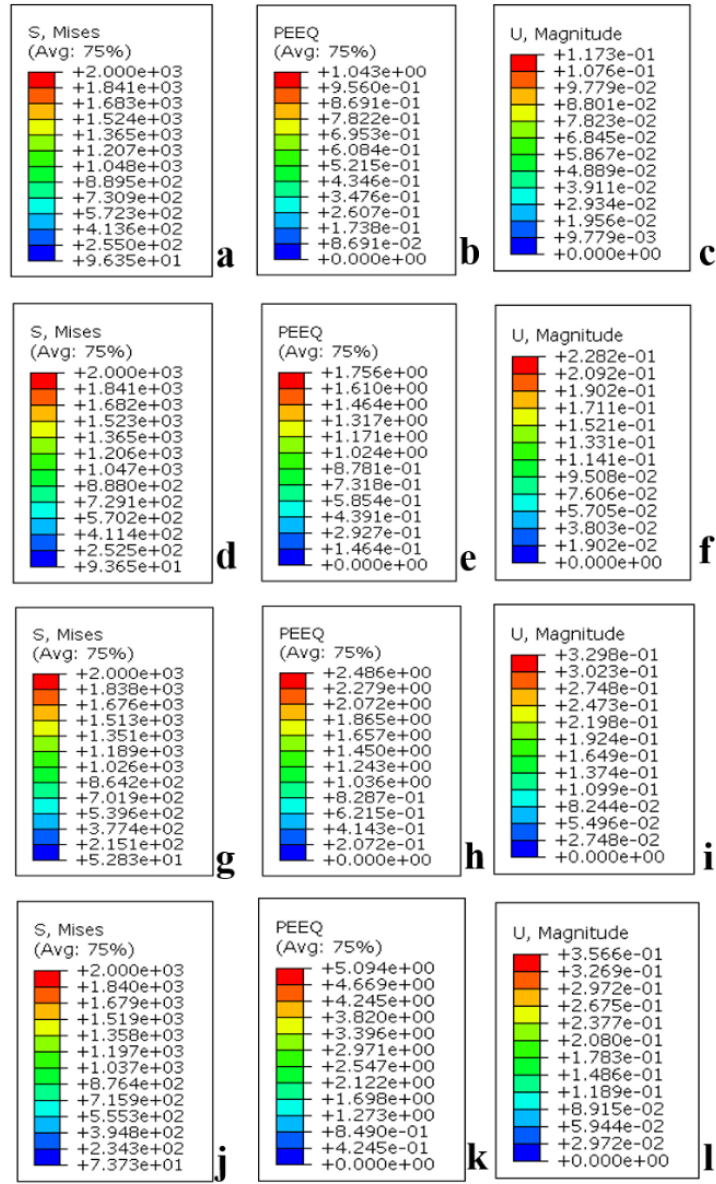 S, Mises
(Avg: 75%)
+2.000e+03
+1.841e+03
+1.683e+03
+1.524e+03
+1.365e+03
+1.207e+03
+1.048e+03
+8.895e+02
+7.309e+02
+5.723e+02
+4.136e+02
+2.550e+02
+9.635e+01
a
PEEQ
(Avg: 75%)
+1.043e+00
+9.560e-01
+8.691e-01
+7.822e-01
+6.953e-01
+6.084e-01
+5.215e-01
+4.346e-01
+3.476e-01
+2.607e-01
+1.738e-01
+8.691e-02
+0.000e+00
b
U, Magnitude
+1.173e-01
+1.076e-01
+9.779e-02
+8.801e-02
+7.823e-02
+6.845e-02
+5.867e-02
+4.889e-02
+3.911e-02
+2.934e-02
+1.956e-02
+9.779e-03
+0.000e+00
c
S, Mises
(Avg: 75%)
+2.000e+03
+1.841e+03
+1.682e+03
+1.523e+03
+1.365e+03
+1.206e+03
+1.047e+03
+8.880e+02
+7.291e+02
+5.702e+02
+4.114e+02
+2.525e+02
+9.365e+01
d
PEEQ
(Avg: 75%)
+1.756e+00
+1.610e+00
+1.464e+00
+1.317e+00
+1.171e+00
+1.024e+00
+8.781e-01
+7.318e-01
+5.854e-01
+4.391e-01
+2.927e-01
+1.464e-01
+0.000e+00
e
U, Magnitude
+2.282e-01
+2.092e-01
+1.902e-01
+1.711e-01
+1.521e-01
+1.331e-01
+1.141e-01
+9.508e-02
+7.606e-02
+5.705e-02
+3.803e-02
+1.902e-02
+0.000e+00
f
S, Mises
(Avg: 75%)
+2.000e+03
+1.838e+03
+1.676e+03
+1.513e+03
+1.351e+03
+1.189e+03
+1.026e+03
+8.642e+02
+7.019e+02
+5.396e+02
+3.774e+02
+2.151e+02
+5.283e+01
g
PEEQ
(Avg: 75%)
+2.486e+00
+2.279e+00
+2.072e+00
+1.865e+00
+1.657e+00
+1.450e+00
+1.243e+00
+1.036e+00
+8.287e-01
+6.215e-01
+4.143e-01
+2.072e-01
+0.000e+00
h
U, Magnitude
+3.298e-01
+3.023e-01
+2.748e-01
+2.473e-01
+2.198e-01
+1.924e-01
+1.649e-01
+1.374e-01
+1.099e-01
+8.244e-02
+5.496e-02
+2.748e-02
+0.000e+00
i
S, Mises
(Avg: 75%)
+2.000e+03
+1.840e+03
+1.679e+03
+1.519e+03
+1.358e+03
+1.197e+03
+1.037e+03
+8.764e+02
+7.159e+02
+5.553e+02
+3.948e+02
+2.343e+02
+7.373e+01
j
PEEQ
(Avg: 75%)
+5.094e+00
+4.669e+00
+4.245e+00
+3.820e+00
+3.396e+00
+2.971e+00
+2.547e+00
+2.122e+00
+1.698e+00
+1.273e+00
+8.490e-01
+4.245e-01
+0.000e+00
k
U, Magnitude
+3.566e-01
+3.269e-01
+2.972e-01
+2.675e-01
+2.377e-01
+2.080e-01
+1.783e-01
+1.486e-01
+1.189e-01
+8.915e-02
+5.944e-02
+2.972e-02
+0.000e+00
l